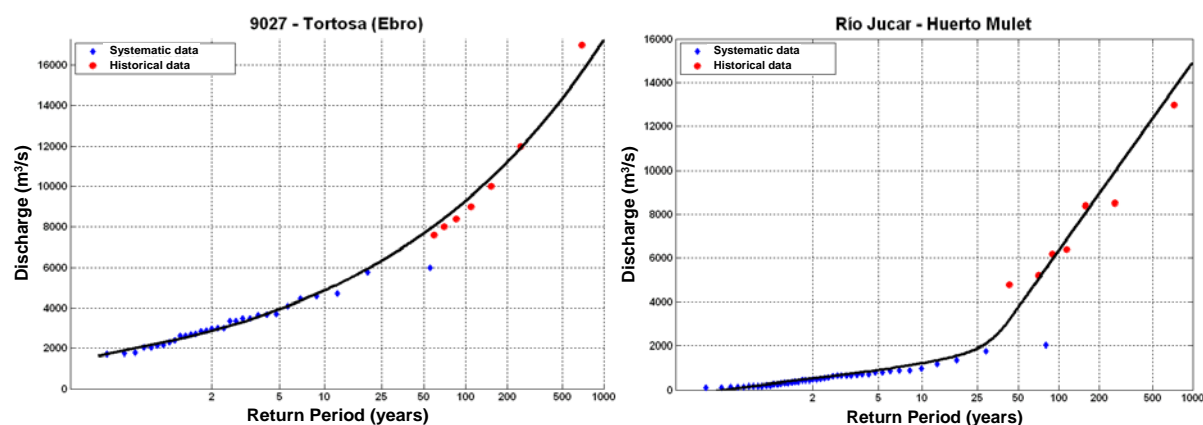 9027 - Tortosa (Ebro)
Systematic data
Historical data
Discharge (m³/s)
16000
14000
12000
10000
8000
6000
4000
2000
0
2 5 10 25 50 100 200 500 1000
Return Period (years)
Río Jucar - Huerto Mulet
Systematic data
Historical data
Discharge (m³/s)
16000
14000
12000
10000
8000
6000
4000
2000
0
2 5 10 25 50 100 200 500 1000
Return Period (years)